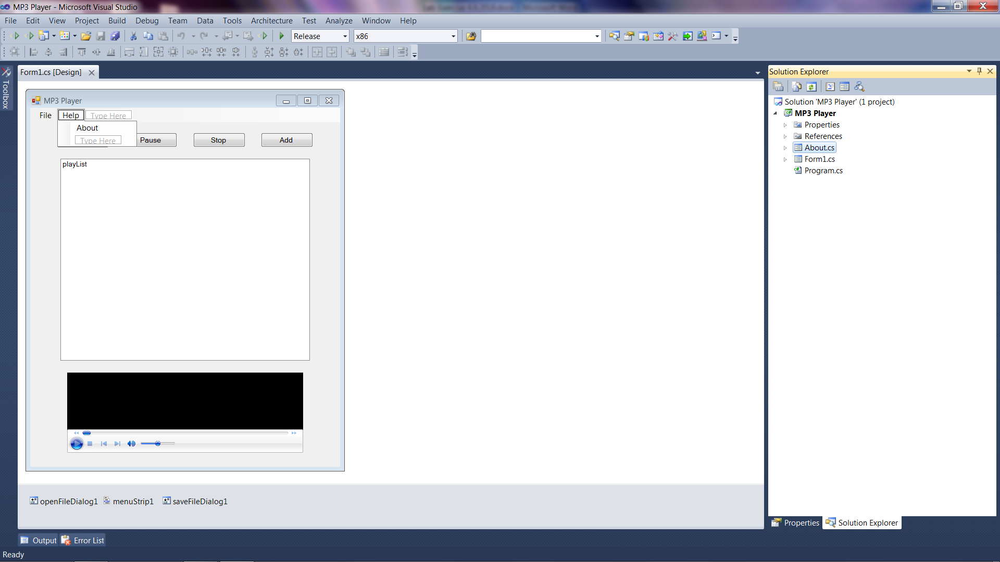 MP3 Player - Microsoft Visual Studio
File Edit View Project Build Debug Team Data Tools Architecture Test Analyze Window Help
Release x86
Form1.cs [Design]
Toolbox
MP3 Player
File Help Type Here
About
Type Here
Pause Stop Add
playList
openFileDialog1 menuStrip1 saveFileDialog1
Solution Explorer
Solution 'MP3 Player' (1 project)
MP3 Player
Properties
References
About.cs
Form1.cs
Program.cs
Properties Solution Explorer
Output Error List
Ready